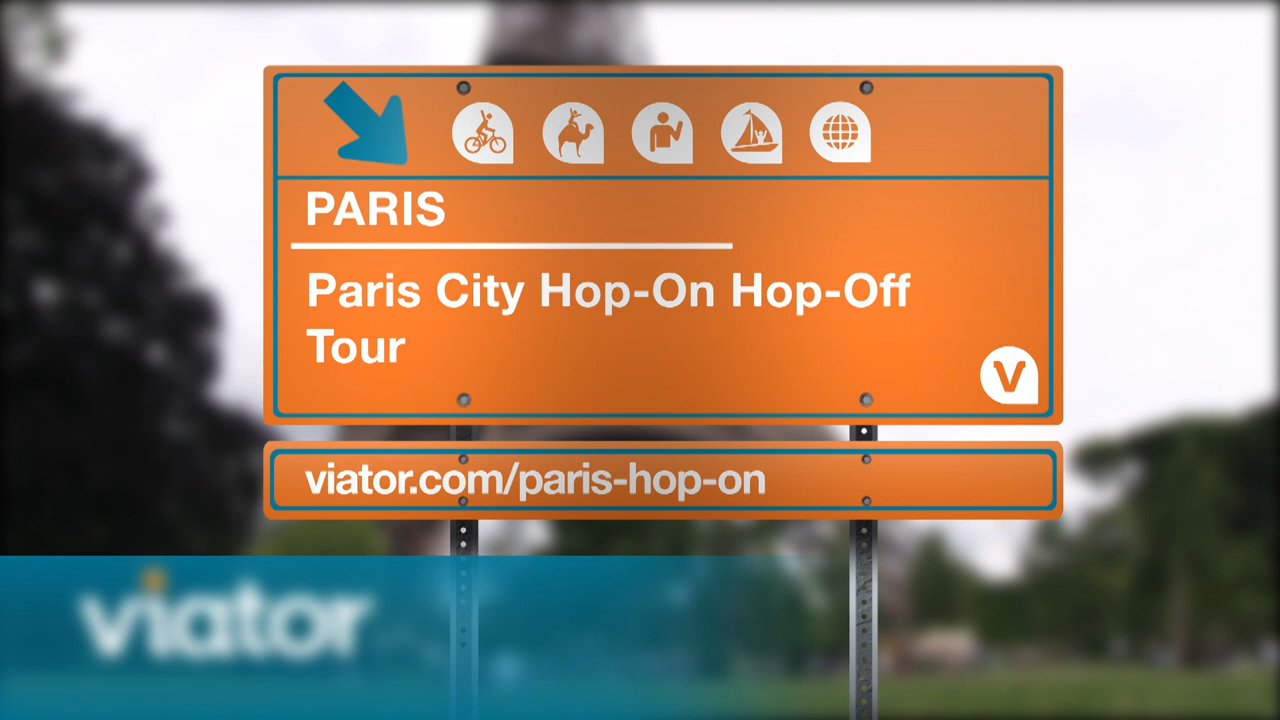 PARIS
Paris City Hop-On Hop-Off
Tour
V
viator.com/paris-hop-on
viator